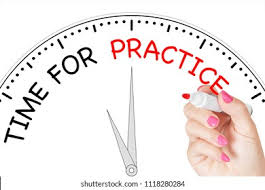 TIME FOR PRACTICE
shutterstock.com · 1118280284